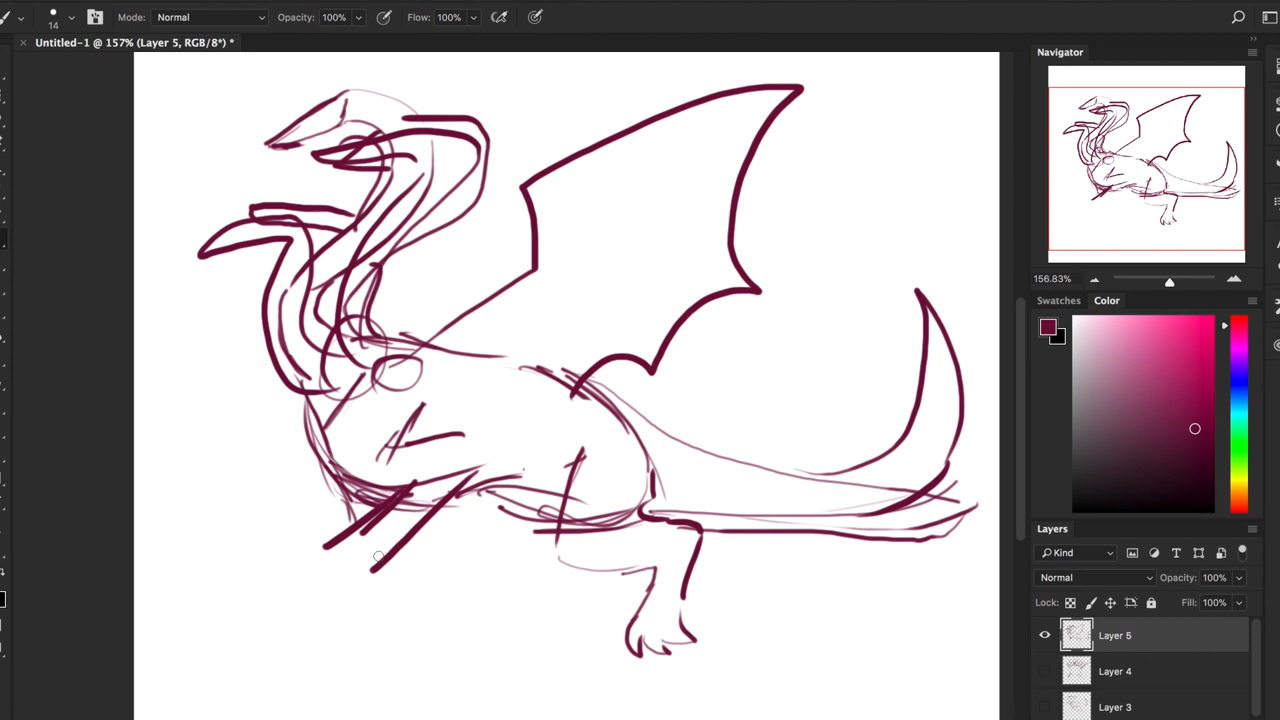 14 Mode: Normal Opacity: 100% Flow: 100%
Untitled-1 @ 157% (Layer 5, RGB/8*) *
Navigator
156.83%
Swatches Color
Layers
Kind
Normal Opacity: 100%
Lock: Fill: 100%
Layer 5
Layer 4
Layer 3